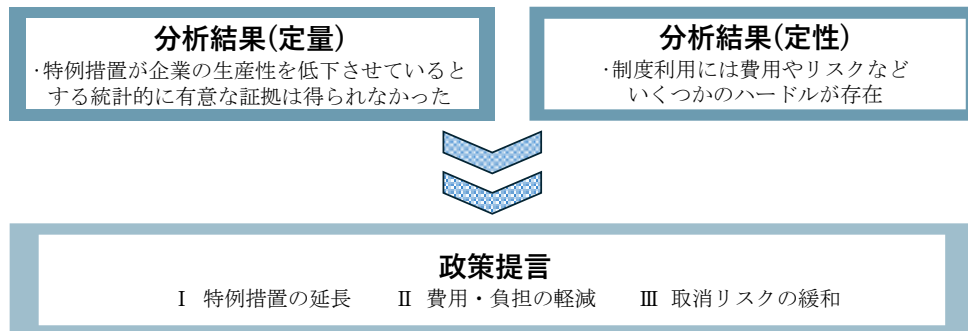 分析結果(定量)
·特例措置が企業の生産性を低下させていると
する統計的に有意な証拠は得られなかった
分析結果(定性)
·制度利用には費用やリスクなど
いくつかのハードルが存在
政策提言
Ⅰ 特例措置の延長 Ⅱ 費用・負担の軽減 Ⅲ 取消リスクの緩和